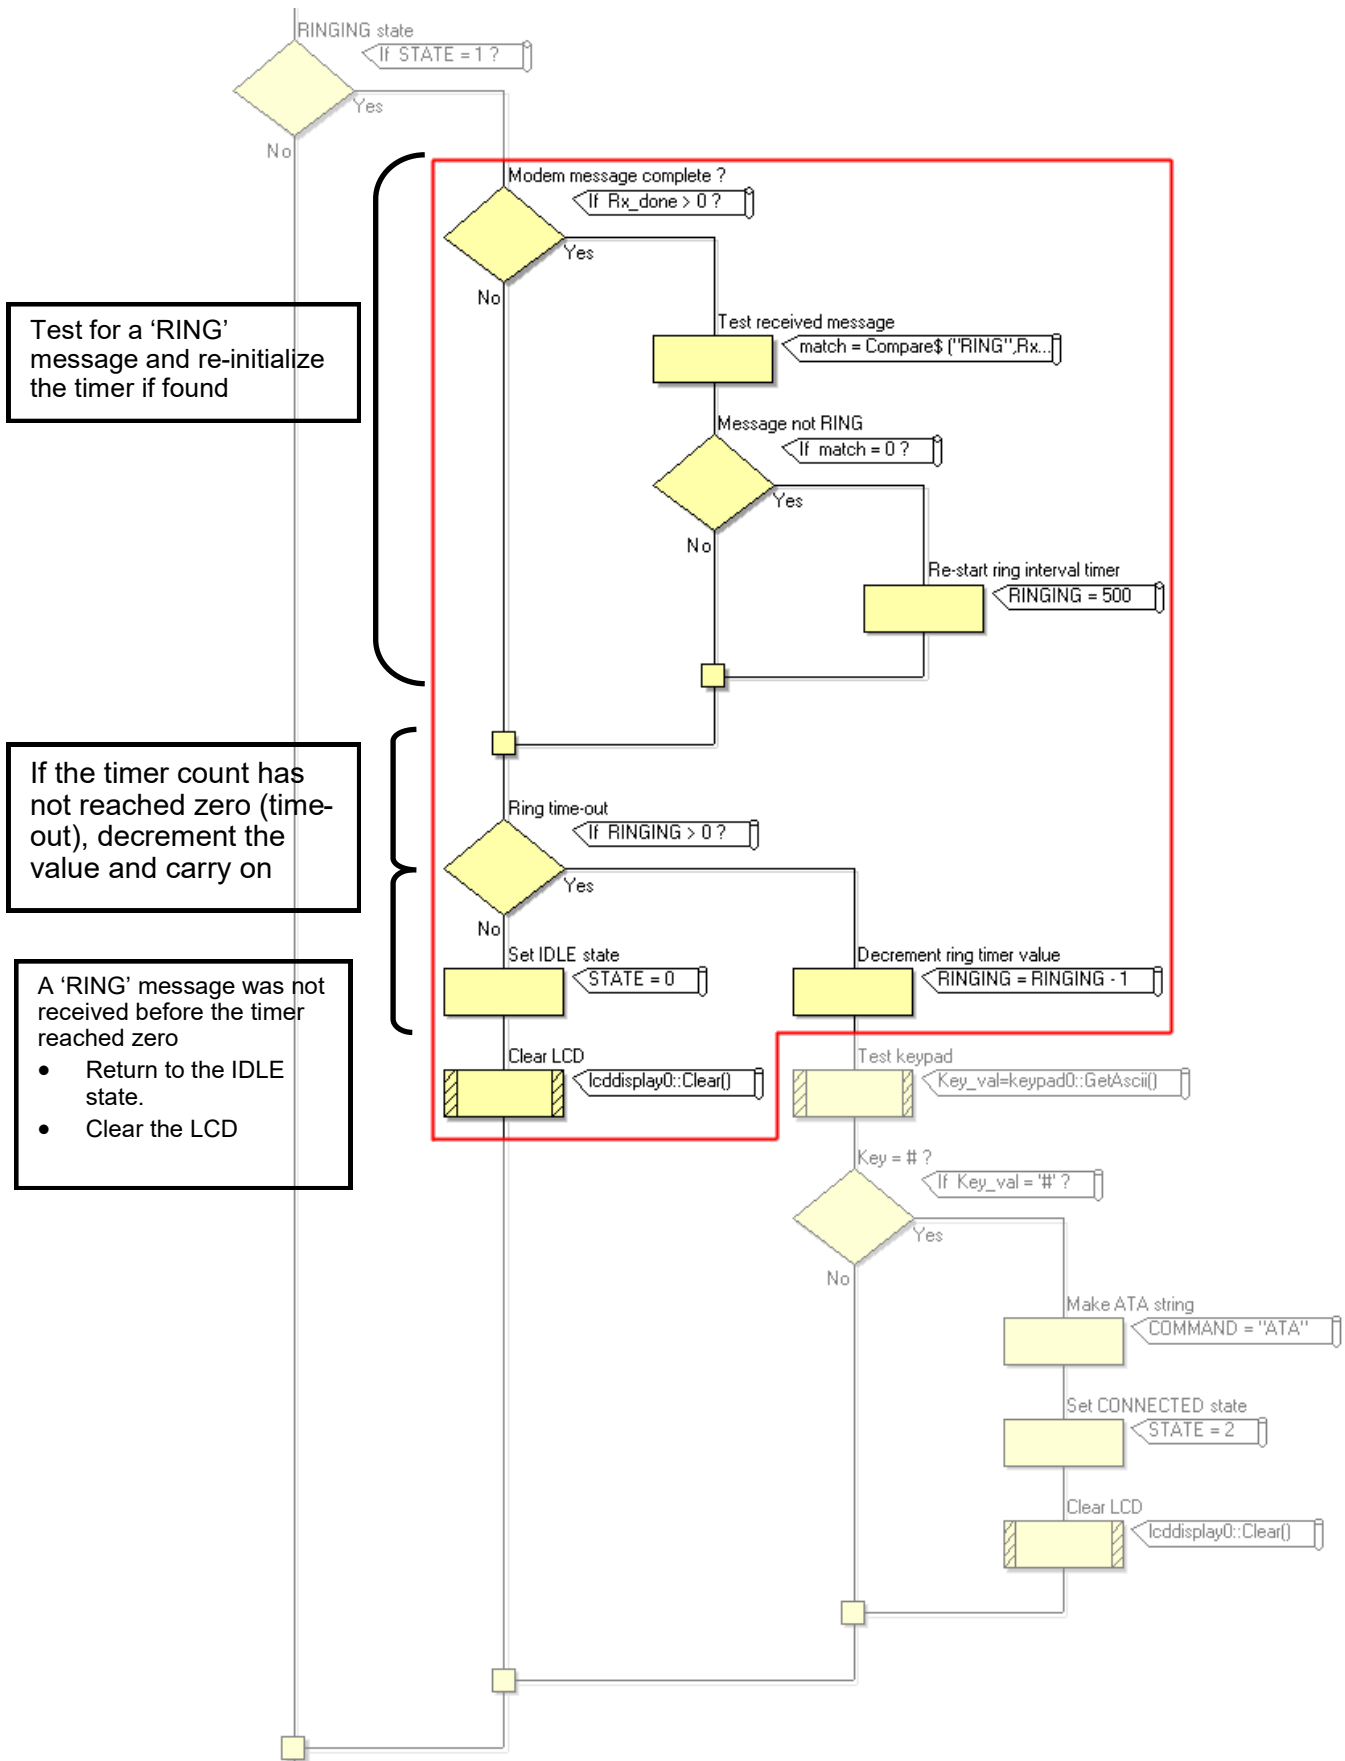 RINGING state
If STATE = 1 ?
Yes
No
Modem message complete ?
If Rx_done > 0 ?
Yes
No
Test for a ‘RING’
message and re-initialize
the timer if found
Test received message
match = Compare$ ("RING",Rx...
Message not RING
If match = 0 ?
Yes
No
Re-start ring interval timer
RINGING = 500
If the timer count has
not reached zero (time-
out), decrement the
value and carry on
Ring time-out
If RINGING > 0 ?
Yes
No
Set IDLE state
STATE = 0
Decrement ring timer value
RINGING = RINGING - 1
A ‘RING’ message was not
received before the timer
reached zero
• Return to the IDLE
state.
• Clear the LCD
Clear LCD
lcddisplay0::Clear()
Test keypad
Key_val=keypad0::GetAscii()
Key = # ?
If Key_val = '#' ?
Yes
No
Make ATA string
COMMAND = "ATA"
Set CONNECTED state
STATE = 2
Clear LCD
lcddisplay0::Clear()